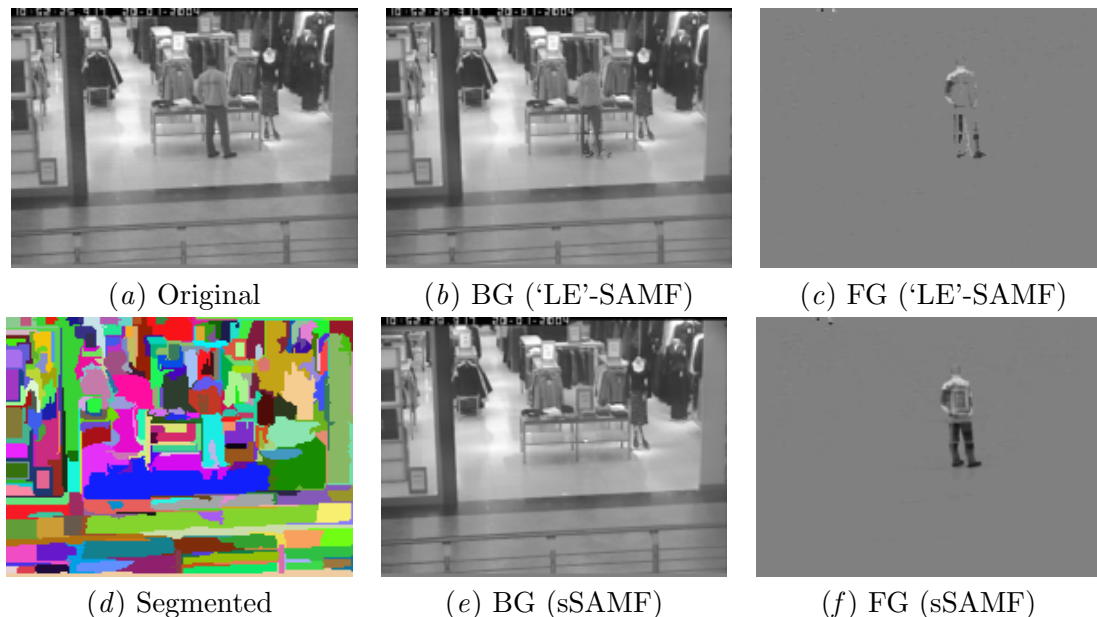 (a) Original
(b) BG (‘LE’-SAMF)
(c) FG (‘LE’-SAMF)
(d) Segmented
(e) BG (sSAMF)
(f) FG (sSAMF)